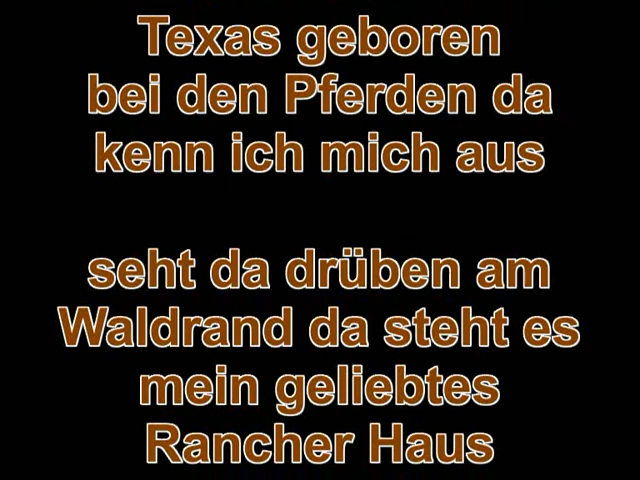 Texas geboren
bei den Pferden da
kenn ich mich aus
seht da drüben am
Waldrand da steht es
mein geliebtes
Rancher Haus